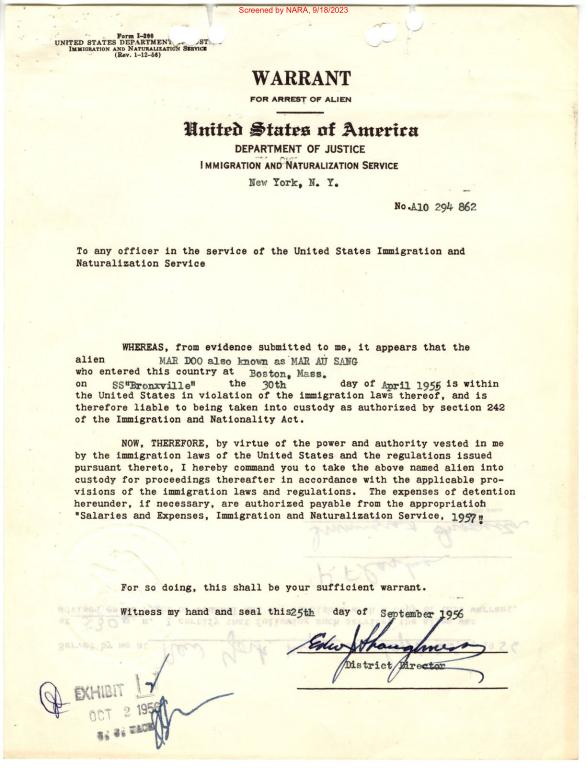 Screened by NARA, 9/18/2023
Form I-200
UNITED STATES DEPARTMENT OF JUSTICE
IMMIGRATION AND NATURALIZATION SERVICE
(Rev. 1-12-56)
WARRANT
FOR ARREST OF ALIEN
United States of America
DEPARTMENT OF JUSTICE
IMMIGRATION AND NATURALIZATION SERVICE
New York, N. Y.
No. A10 294 862
To any officer in the service of the United States Immigration and
Naturalization Service
WHEREAS, from evidence submitted to me, it appears that the
alien MAR DOO also known as MAR AU SANG
who entered this country at Boston, Mass.
on SS"Bronxville" the 30th day of April 1956 is within
the United States in violation of the immigration laws thereof, and is
therefore liable to being taken into custody as authorized by section 242
of the Immigration and Nationality Act.
NOW, THEREFORE, by virtue of the power and authority vested in me
by the immigration laws of the United States and the regulations issued
pursuant thereto, I hereby command you to take the above named alien into
custody for proceedings thereafter in accordance with the applicable pro-
visions of the immigration laws and regulations. The expenses of detention
hereunder, if necessary, are authorized payable from the appropriation
"Salaries and Expenses, Immigration and Naturalization Service, 1957"
For so doing, this shall be your sufficient warrant.
Witness my hand and seal this 25th day of September 1956
District Director
EXHIBIT
OCT 2 1956